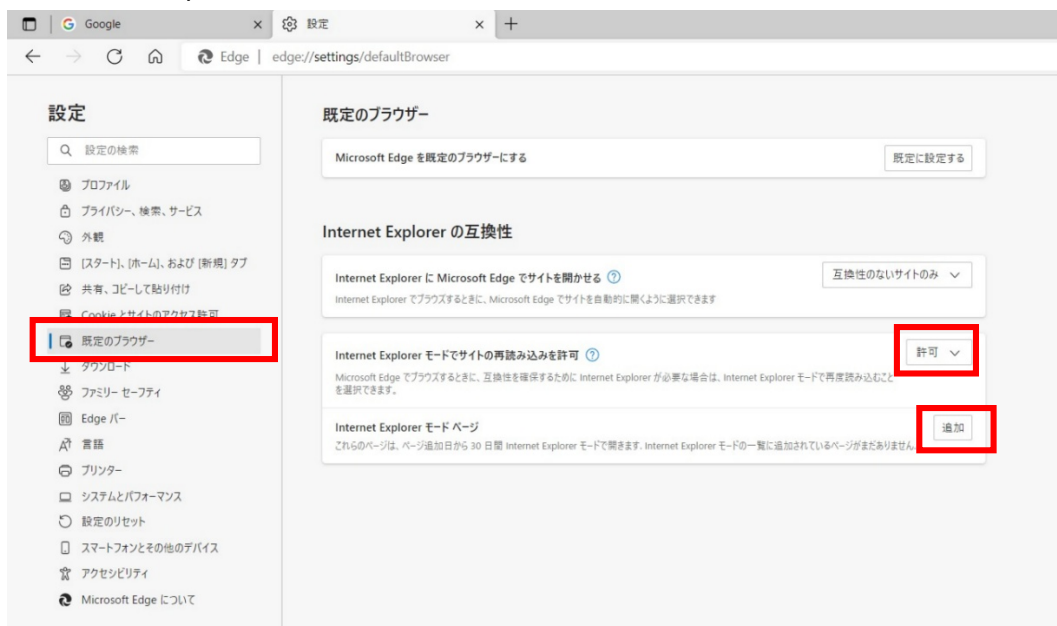 Google
設定
Edge
edge://settings/defaultBrowser
設定
設定の検索
プロファイル
プライバシー、検索、サービス
外観
[スタート]、[ホーム]、および [新規] タブ
共有、コピーして貼り付け
Cookie とサイトのアクセス許可
既定のブラウザー
ダウンロード
ファミリー セーフティ
Edge バー
言語
プリンター
システムとパフォーマンス
設定のリセット
スマートフォンとその他のデバイス
アクセシビリティ
Microsoft Edge について
既定のブラウザー
Microsoft Edge を既定のブラウザーにする
既定に設定する
Internet Explorer の互換性
Internet Explorer に Microsoft Edge でサイトを開かせる
互換性のないサイトのみ
Internet Explorer でブラウズするときに、Microsoft Edge でサイトを自動的に開くように選択できます
Internet Explorer モードでサイトの再読み込みを許可
許可
Microsoft Edge でブラウズするときに、互換性を確保するために Internet Explorer が必要な場合は、Internet Explorer モードで再度読み込むこと
を選択できます。
Internet Explorer モード ページ
追加
これらのページは、ページ追加日から 30 日間 Internet Explorer モードで開きます. Internet Explorer モードの一覧に追加されているページがまだありません